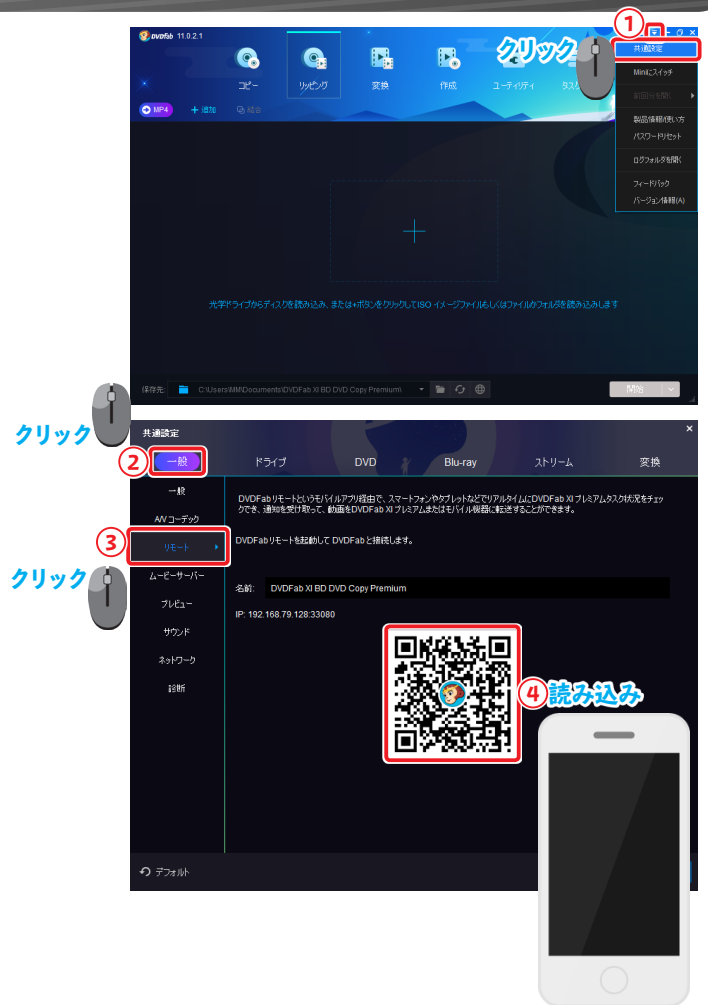 DVDFab 11.0.2.1
①
クリック
共通設定
Miniにスイッチ
前回分を開く
製品情報/使い方
パスワードリセット
ログフォルダを開く
フィードバック
バージョン情報(A)
コピー
リッピング
変換
作成
ユーティリティ
MP4
+ 追加
結合
光学ドライブからディスクを読み込み、または+ボタンをクリックしてISO イメージファイルもしくはファイルかフォルダを読み込みします
保存先:
C:\Users\MM\Documents\DVDFab XI BD DVD Copy Premium\
開始
クリック
共通設定
②
一般
ドライブ
DVD
Blu-ray
ストリーム
変換
一般
A/V コーデック
③
リモート
クリック
ムービーサーバー
プレビュー
サウンド
ネットワーク
診断
DVDFab リモートというモバイルアプリ経由で、スマートフォンやタブレットなどでリアルタイムにDVDFab XI プレミアムタスク状況をチェッ
クでき、通知を受け取って、動画をDVDFab XI プレミアムまたはモバイル機器に転送することができます。
DVDFab リモートを起動して DVDFab と接続します。
名前:
DVDFab XI BD DVD Copy Premium
IP: 192.168.79.128:33080
④読み込み
デフォルト